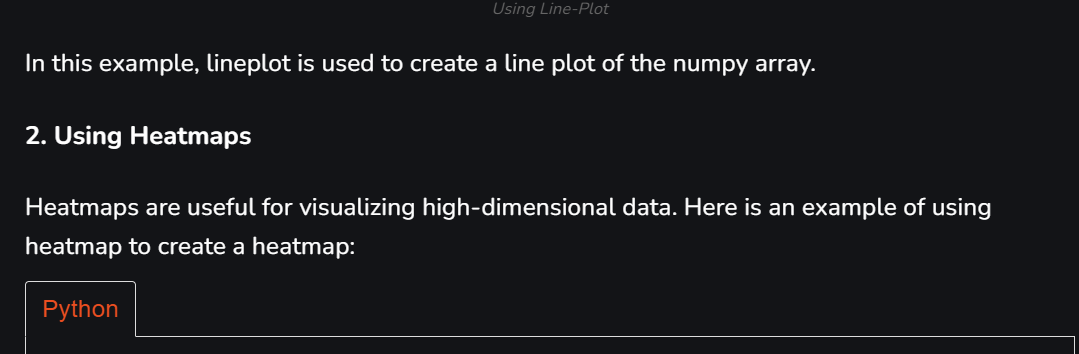 Using Line-Plot
In this example, lineplot is used to create a line plot of the numpy array.
2. Using Heatmaps
Heatmaps are useful for visualizing high-dimensional data. Here is an example of using
heatmap to create a heatmap:
Python